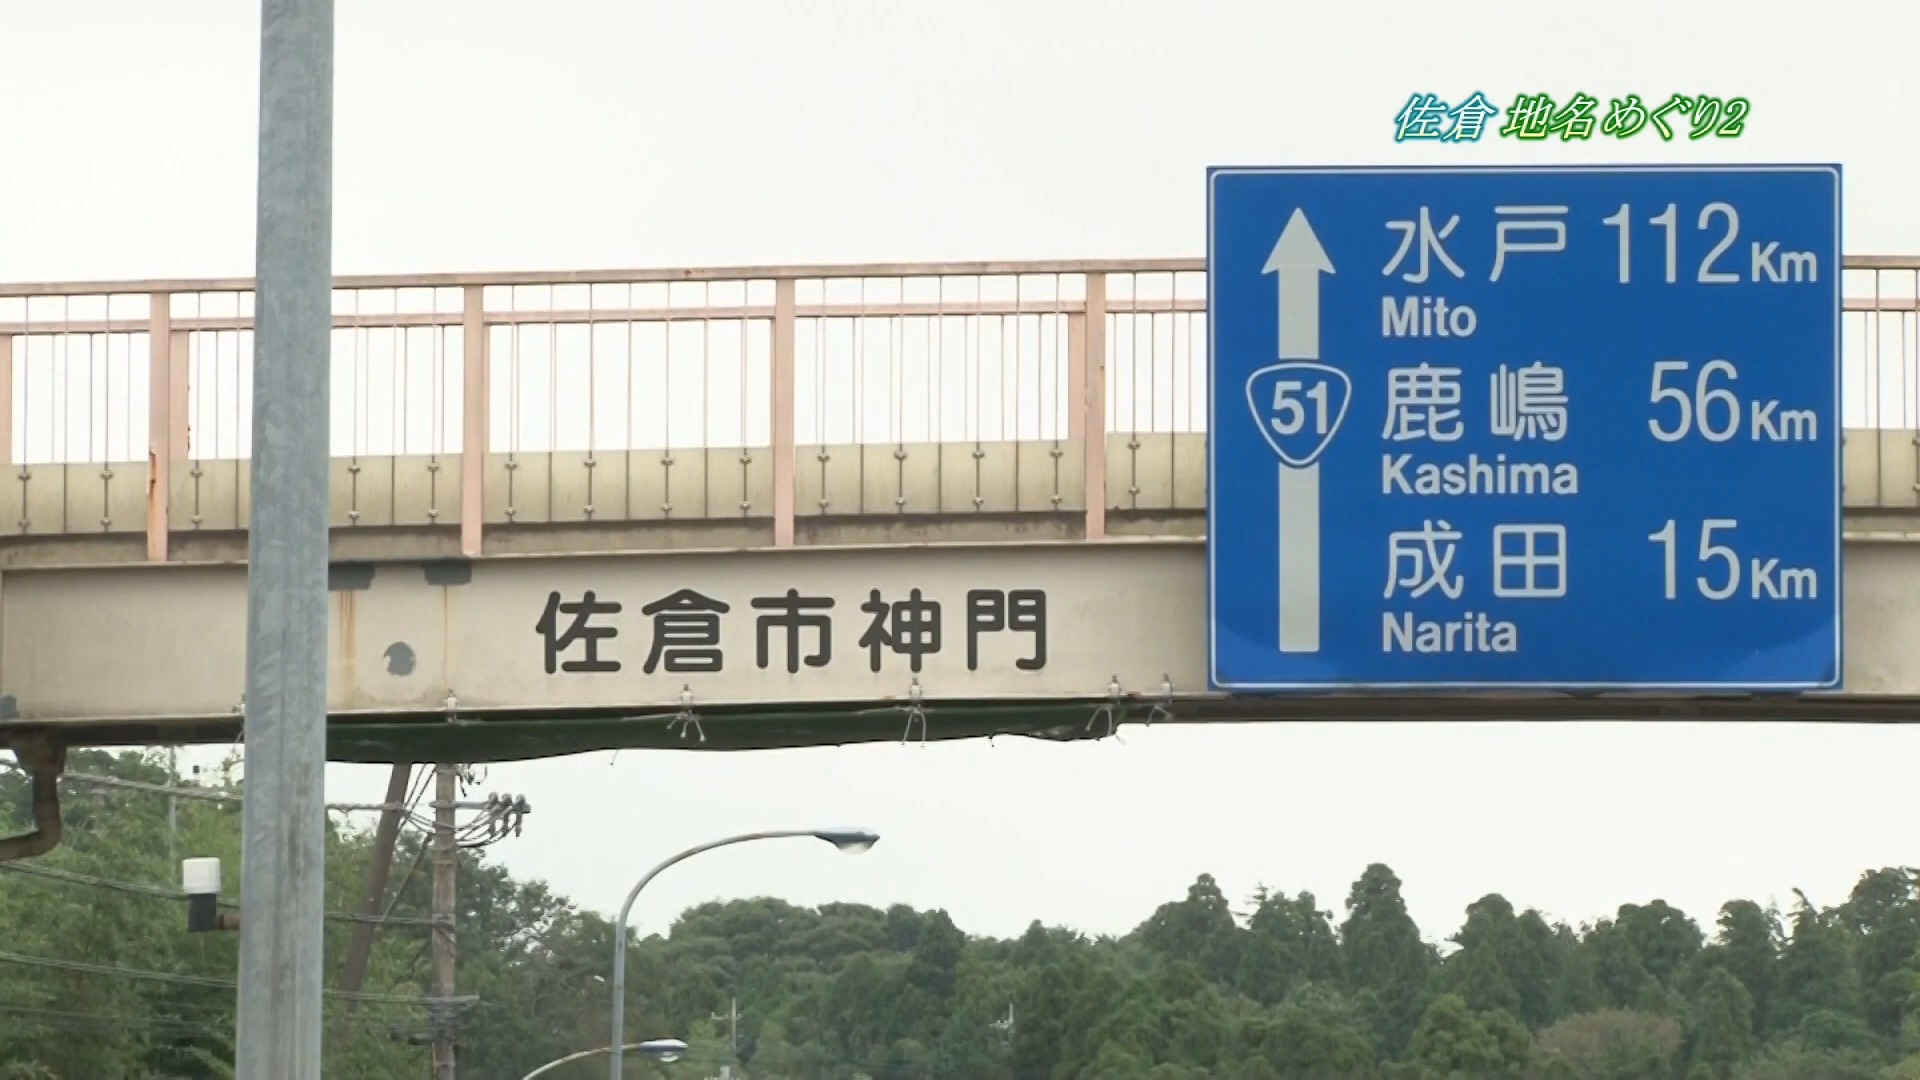 佐倉 地名めぐり2
水戸 112Km
Mito
51
鹿嶋 56Km
Kashima
成田 15Km
Narita
佐倉市神門